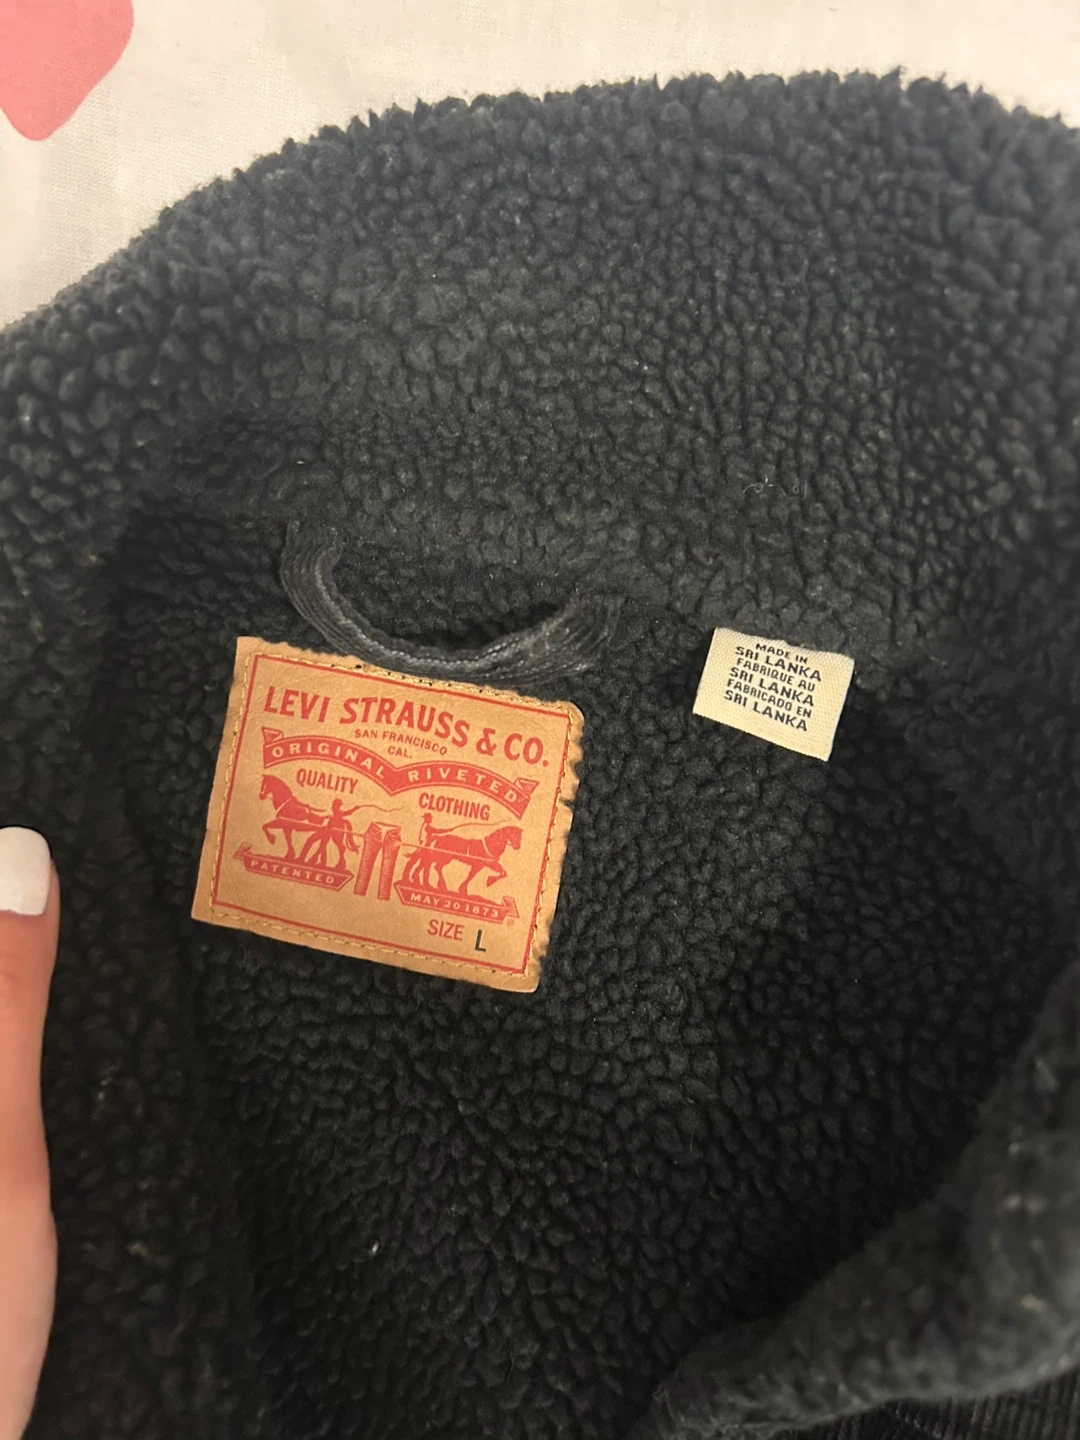 LEVI STRAUSS & CO.
SAN FRANCISCO
CAL.
ORIGINAL RIVETED
QUALITY CLOTHING
PATENTED
MAY 20 1873
SIZE L
MADE IN
SRI LANKA
FABRIQUE AU
SRI LANKA
FABRICADO EN
SRI LANKA